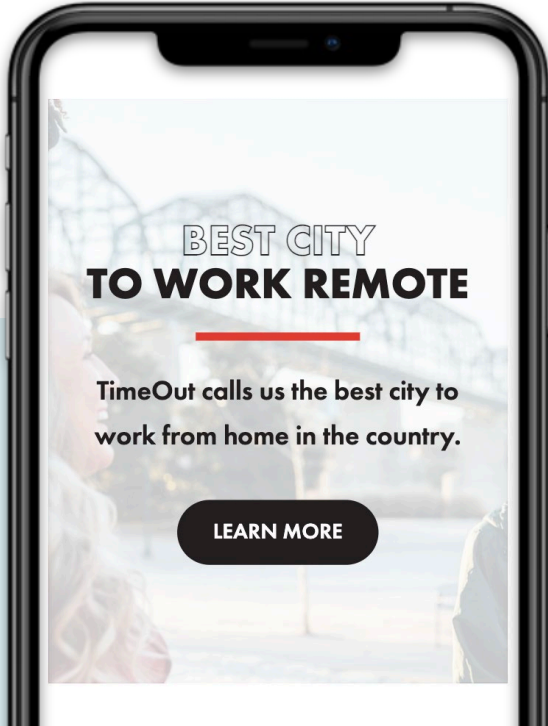 BEST CITY
TO WORK REMOTE
TimeOut calls us the best city to
work from home in the country.
LEARN MORE